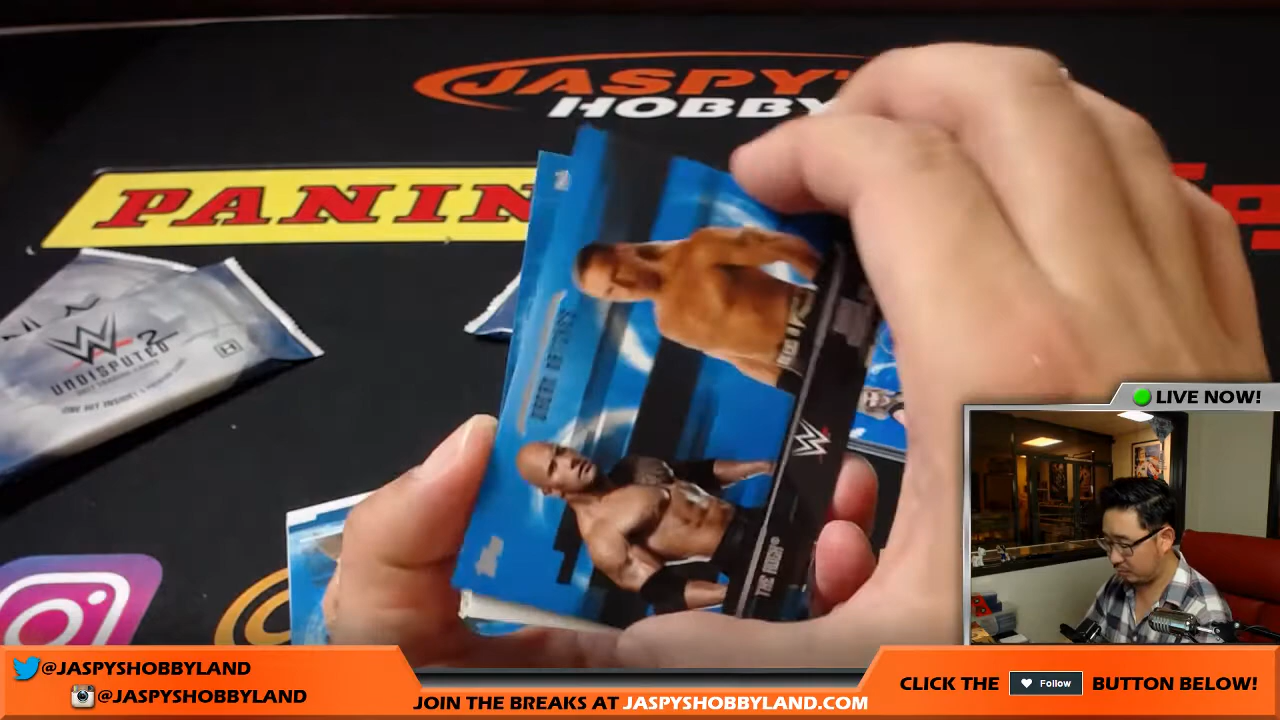 JASPY'
HOBBY
PANIN
W
UNDISPUTED
2
H
W
THE ROCK®
LIVE NOW!
@JASPYSHOBBYLAND
@JASPYSHOBBYLAND
JOIN THE BREAKS AT JASPYSHOBBYLAND.COM
CLICK THE Follow BUTTON BELOW!